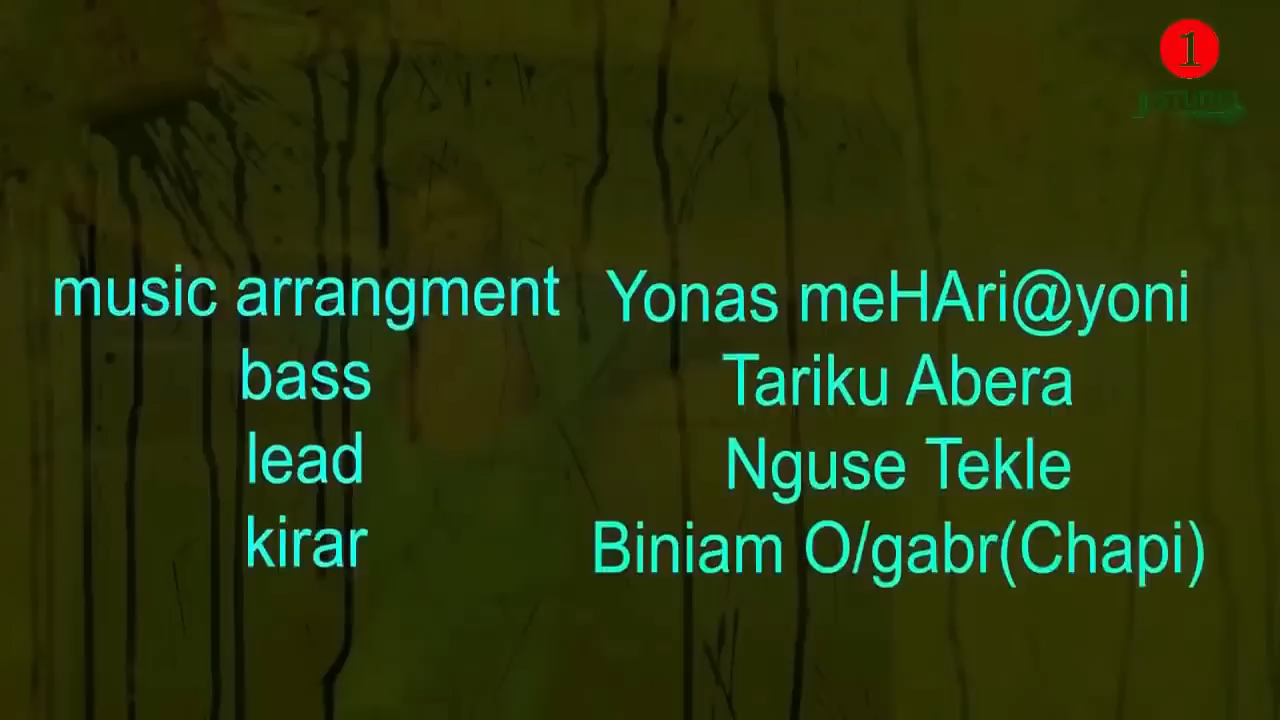 1
music arrangment Yonas meHAri@yoni
bass Tariku Abera
lead Nguse Tekle
kirar Biniam O/gabr(Chapi)